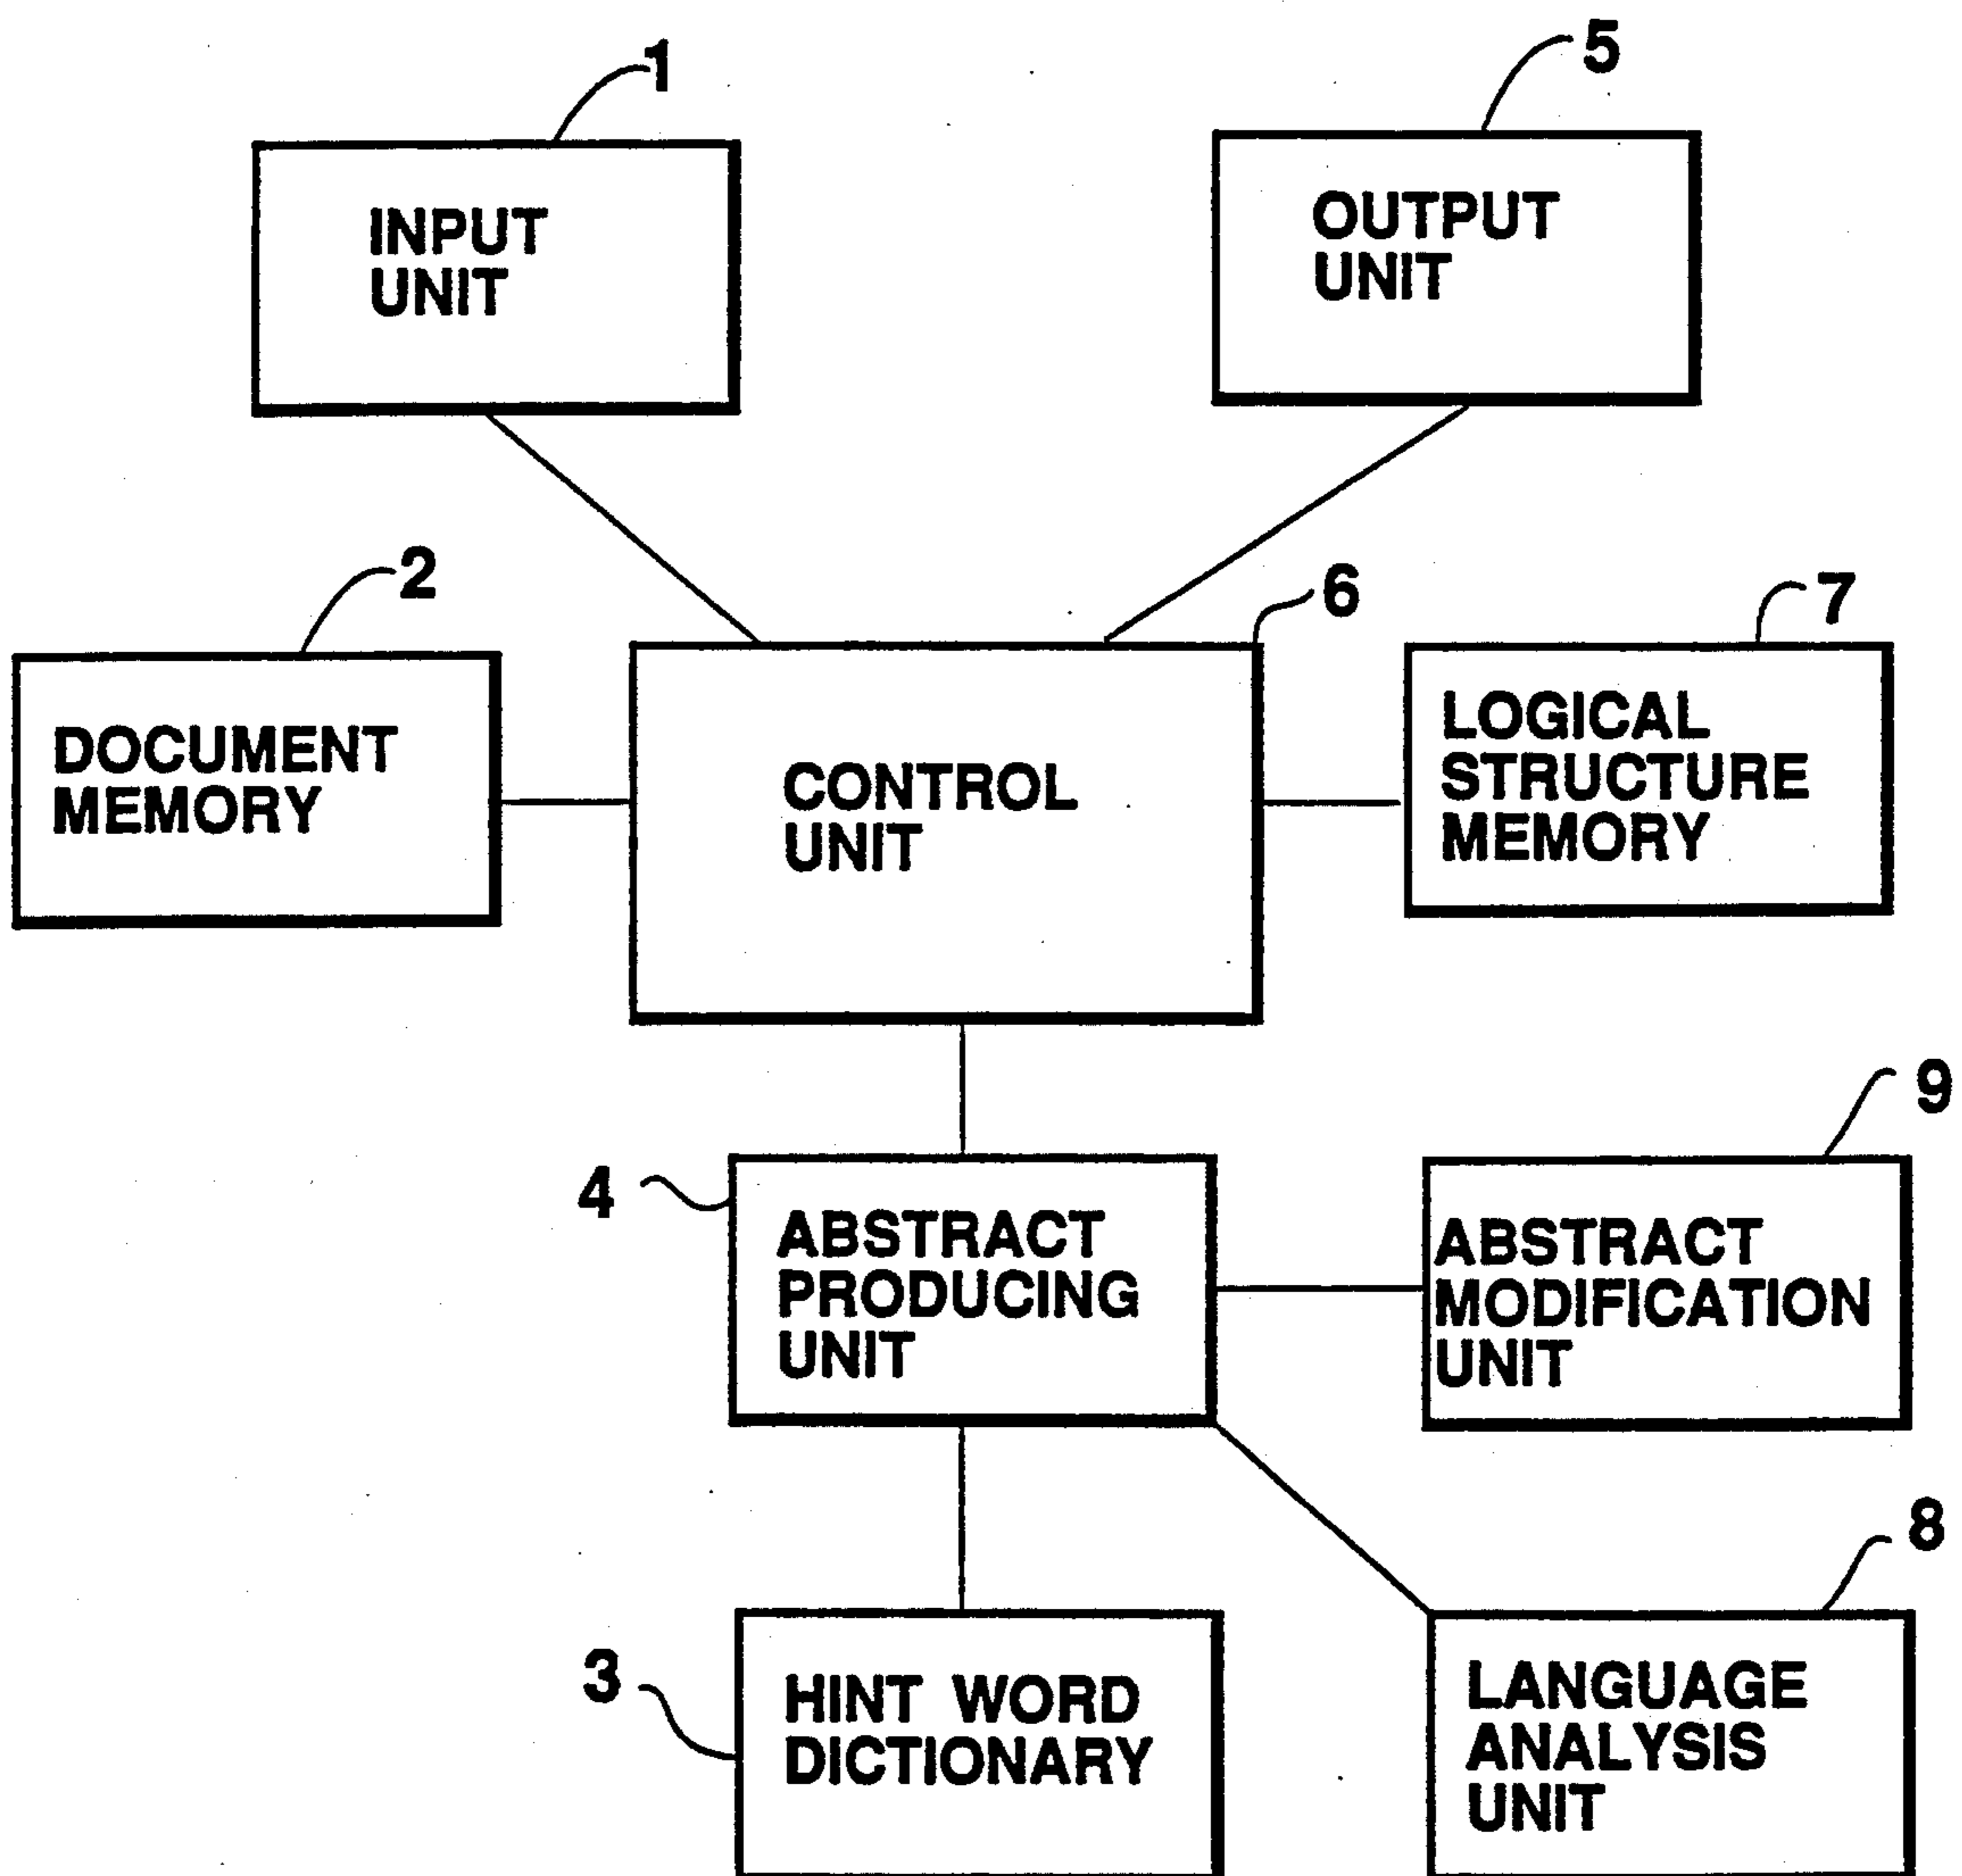 1
5
INPUT
UNIT
OUTPUT
UNIT
2
6
7
DOCUMENT
MEMORY
CONTROL
UNIT
LOGICAL
STRUCTURE
MEMORY
4
9
ABSTRACT
PRODUCING
UNIT
ABSTRACT
MODIFICATION
UNIT
3
8
HINT WORD
DICTIONARY
LANGUAGE
ANALYSIS
UNIT